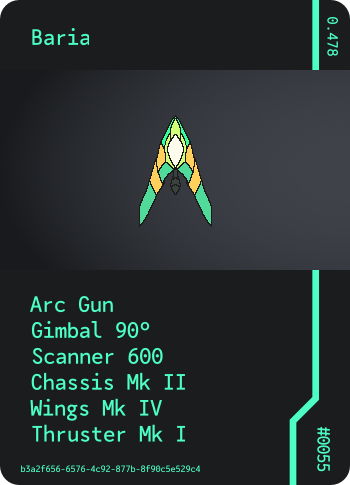 Baria
0.478
Arc Gun
Gimbal 90°
Scanner 600
Chassis Mk II
Wings Mk IV
Thruster Mk I
#0055
b3a2f656-6576-4c92-877b-8f90c5e529c4